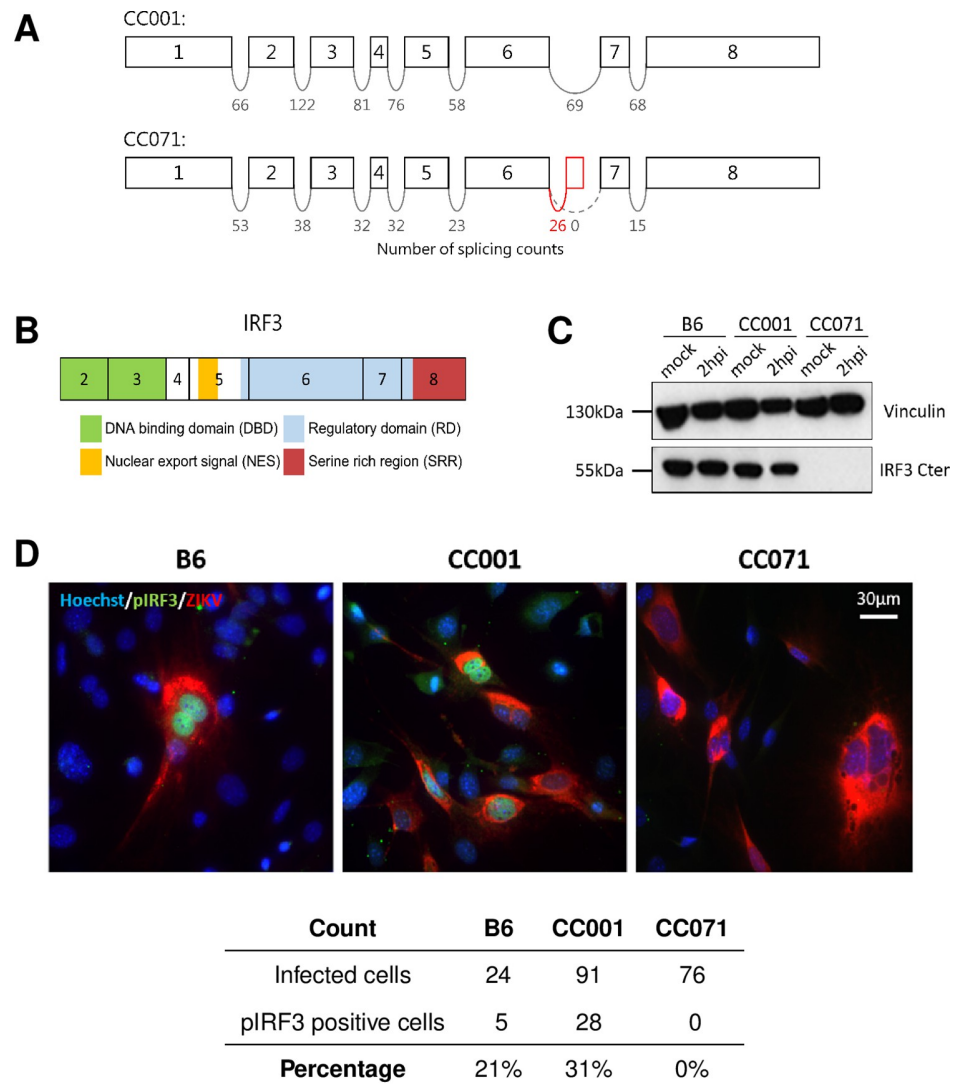 A
CC001:
1 2 3 4 5 6 7 8
66 122 81 76 58 69 68
CC071:
1 2 3 4 5 6 7 8
53 38 32 32 23 26 0 15
Number of splicing counts
B
IRF3
2 3 4 5 6 7 8
DNA binding domain (DBD) Regulatory domain (RD)
Nuclear export signal (NES) Serine rich region (SRR)
C
B6 CC001 CC071
mock 2hpi mock 2hpi mock 2hpi
130kDa Vinculin
55kDa IRF3 Cter
D
B6 CC001 CC071
Hoechst/pIRF3/ZIKV 30µm
Count B6 CC001 CC071
Infected cells 24 91 76
pIRF3 positive cells 5 28 0
Percentage 21% 31% 0%